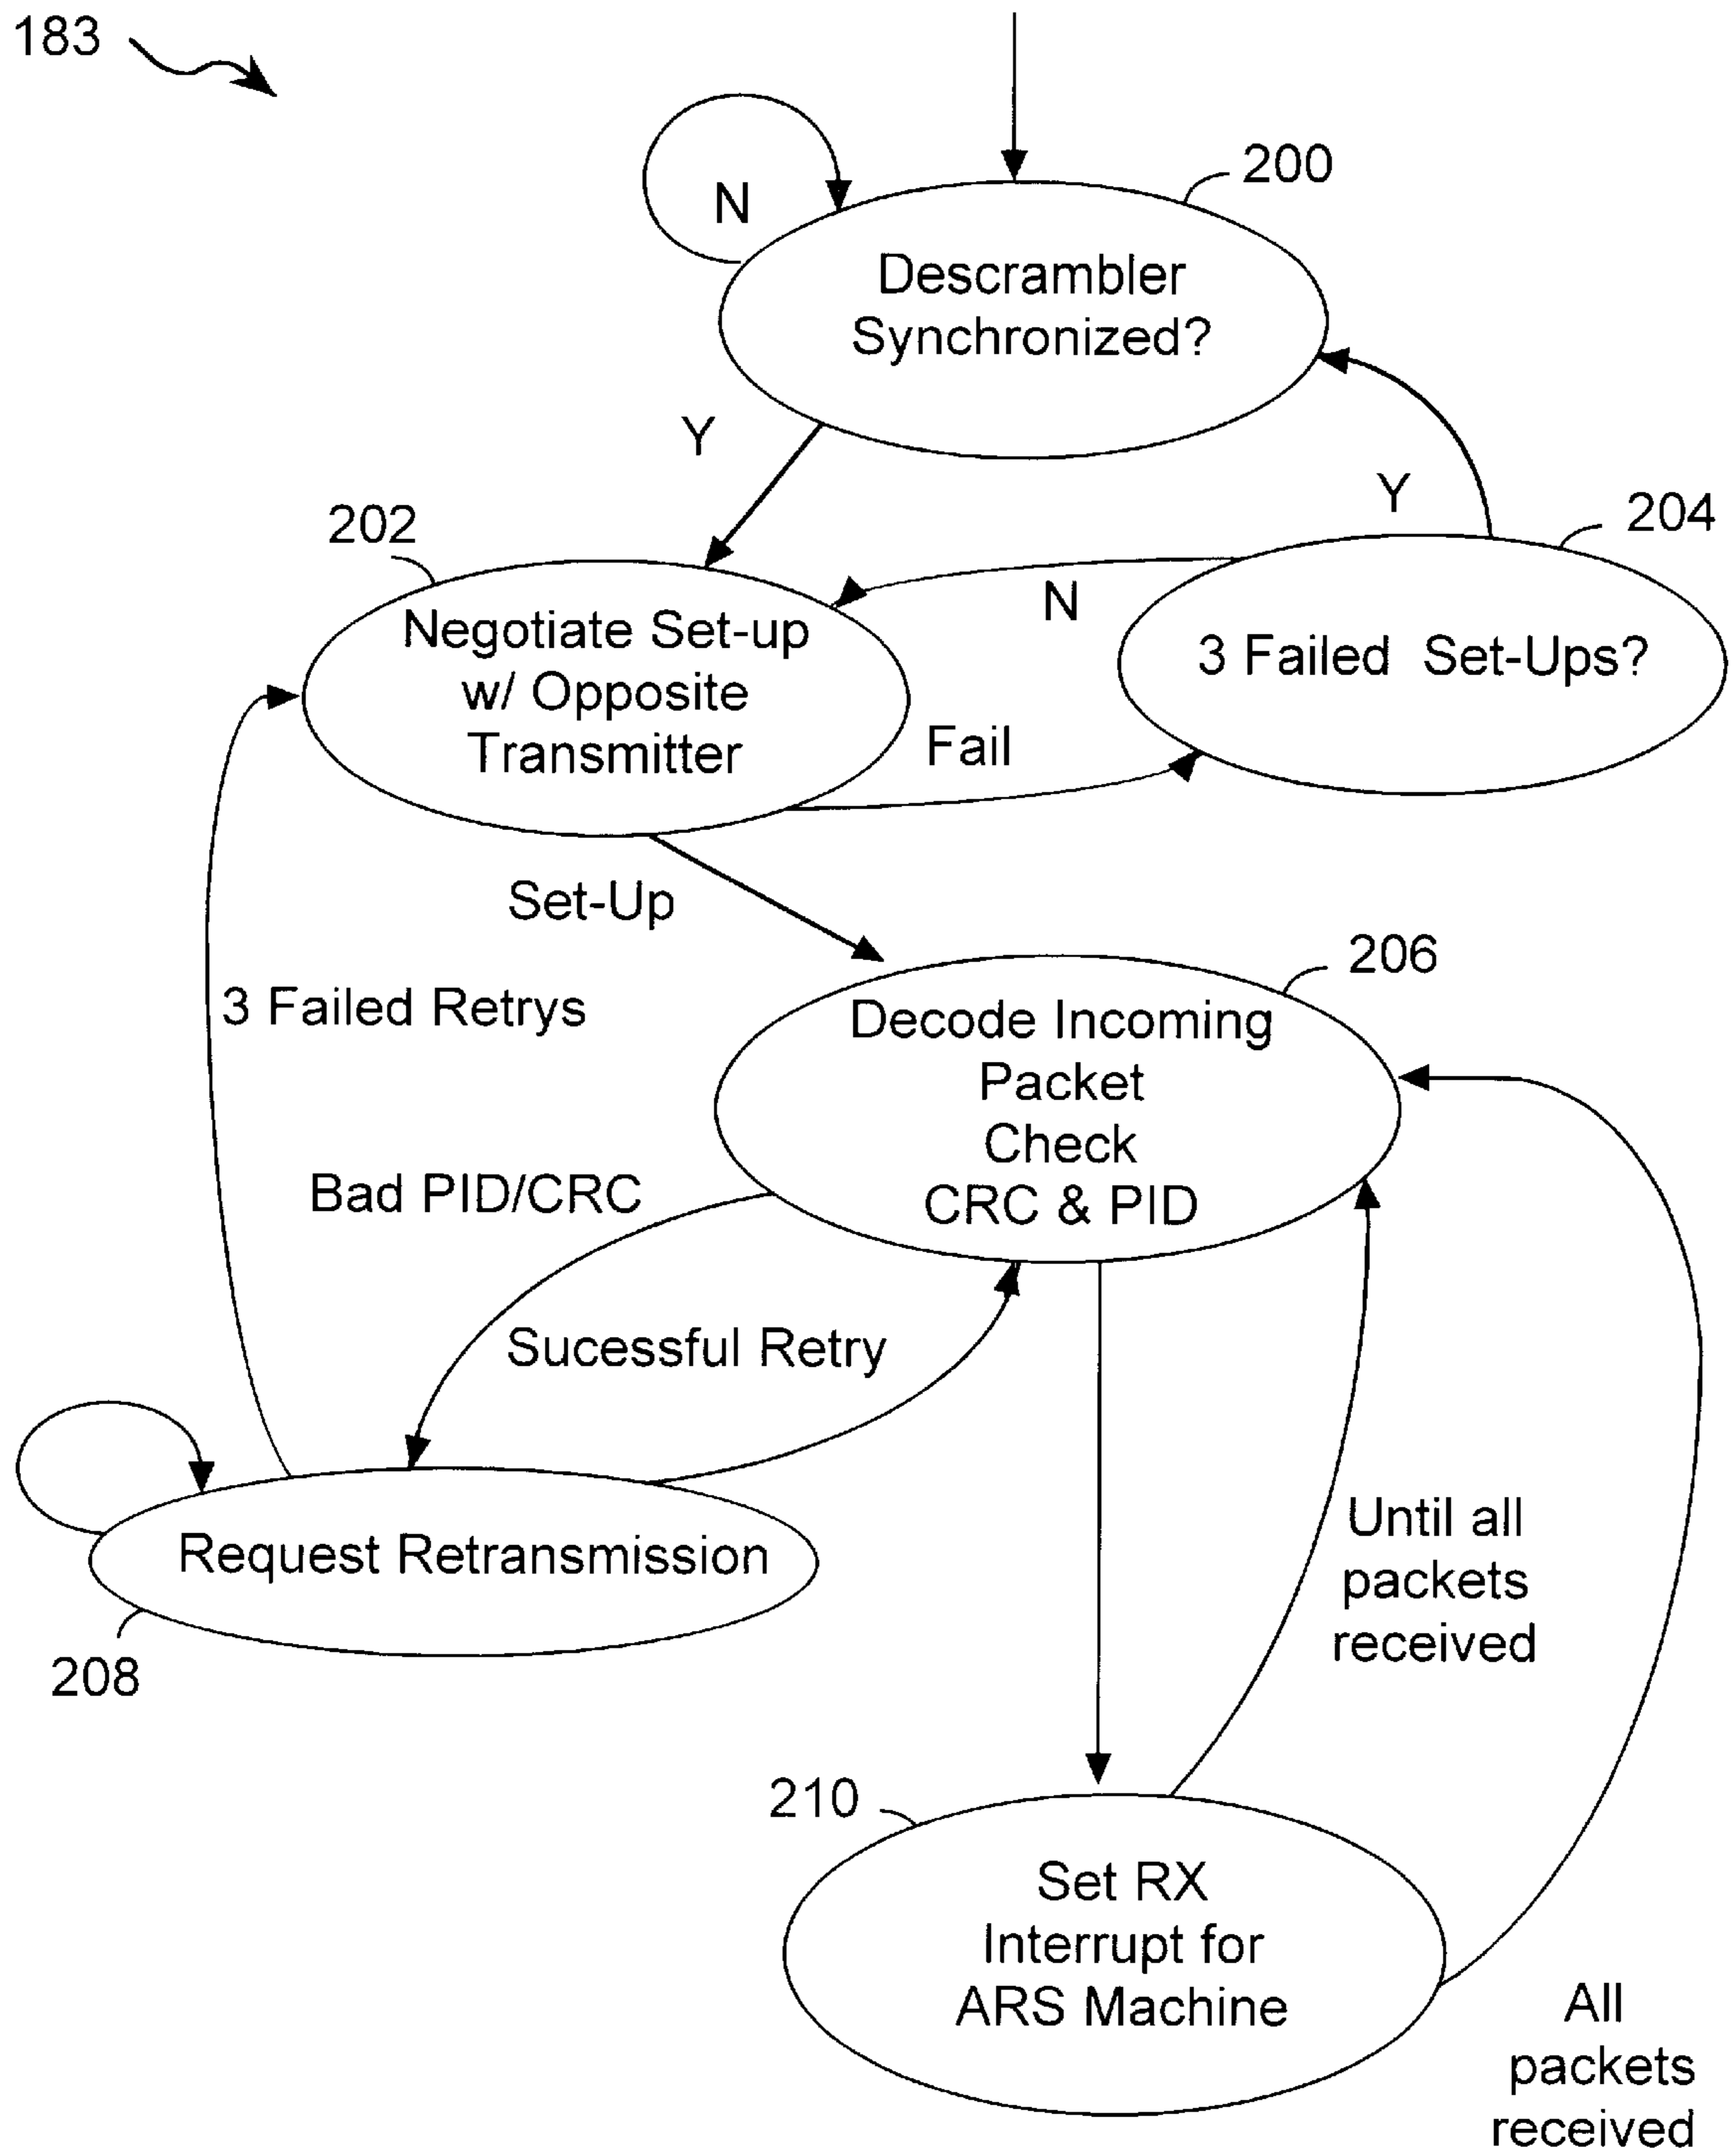 183
200
N
Descrambler
Synchronized?
Y
Y
204
202
N
Negotiate Set-up
w/ Opposite
Transmitter
3 Failed Set-Ups?
Fail
Set-Up
206
3 Failed Retrys
Decode Incoming
Packet
Check
CRC & PID
Bad PID/CRC
Sucessful Retry
Request Retransmission
Until all
packets
received
208
210
Set RX
Interrupt for
ARS Machine
All
packets
received